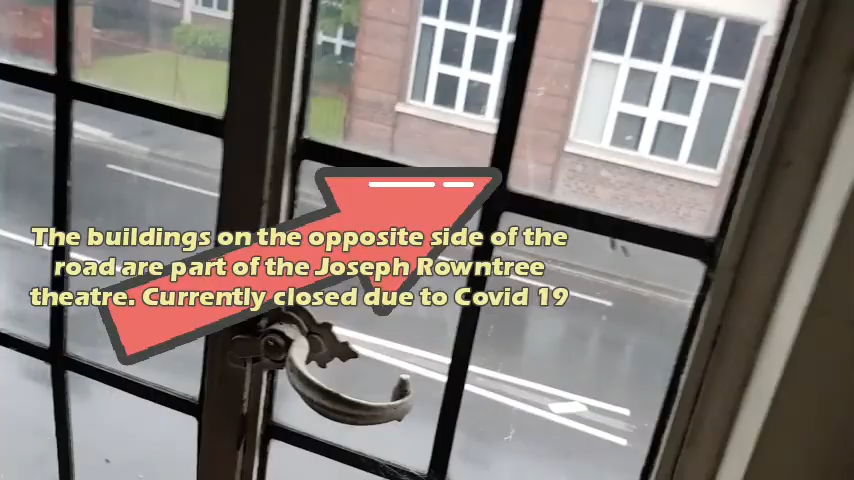 The buildings on the opposite side of the
road are part of the Joseph Rowntree
theatre. Currently closed due to Covid 19